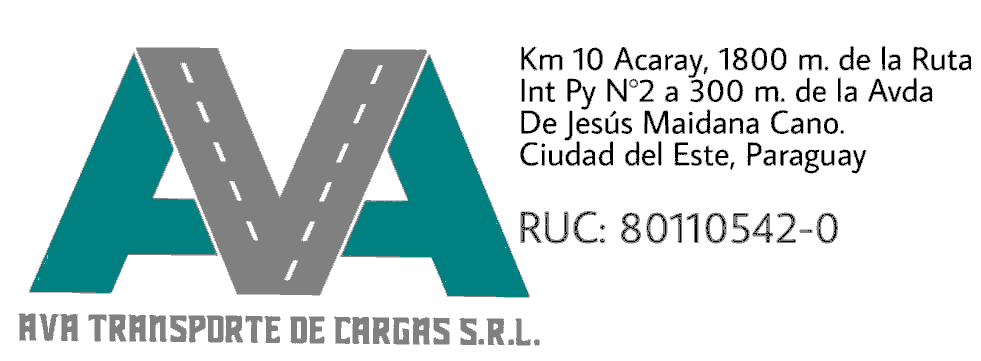 AVA
AVA TRANSPORTE DE CARGAS S.R.L.
Km 10 Acaray, 1800 m. de la Ruta
Int Py N°2 a 300 m. de la Avda
De Jesús Maidana Cano.
Ciudad del Este, Paraguay
RUC: 80110542-0